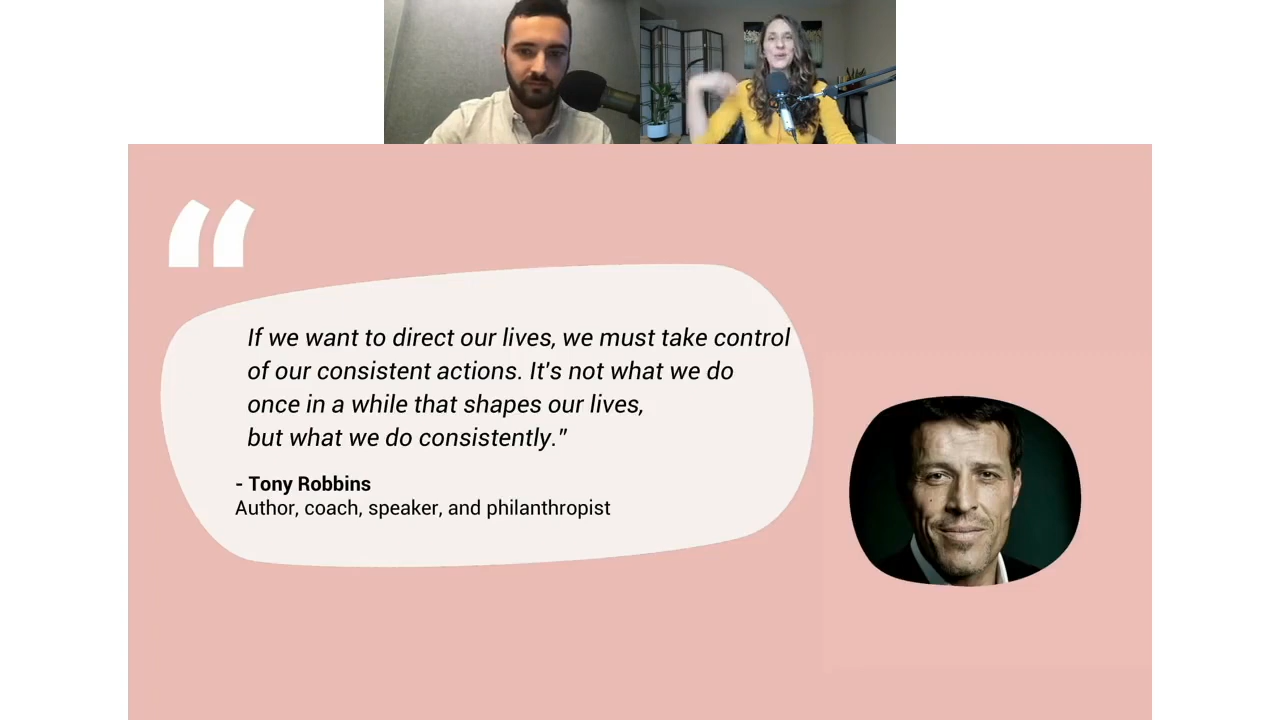 “
If we want to direct our lives, we must take control
of our consistent actions. It's not what we do
once in a while that shapes our lives,
but what we do consistently."
- Tony Robbins
Author, coach, speaker, and philanthropist